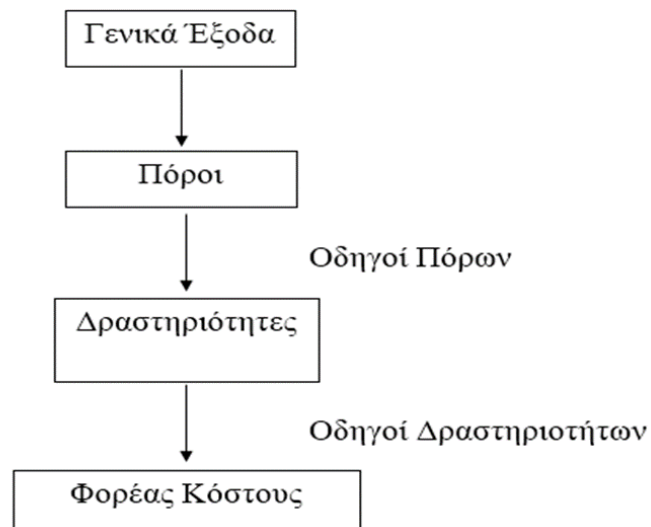 Γενικά Έξοδα
Πόροι
Οδηγοί Πόρων
Δραστηριότητες
Οδηγοί Δραστηριοτήτων
Φορέας Κόστους